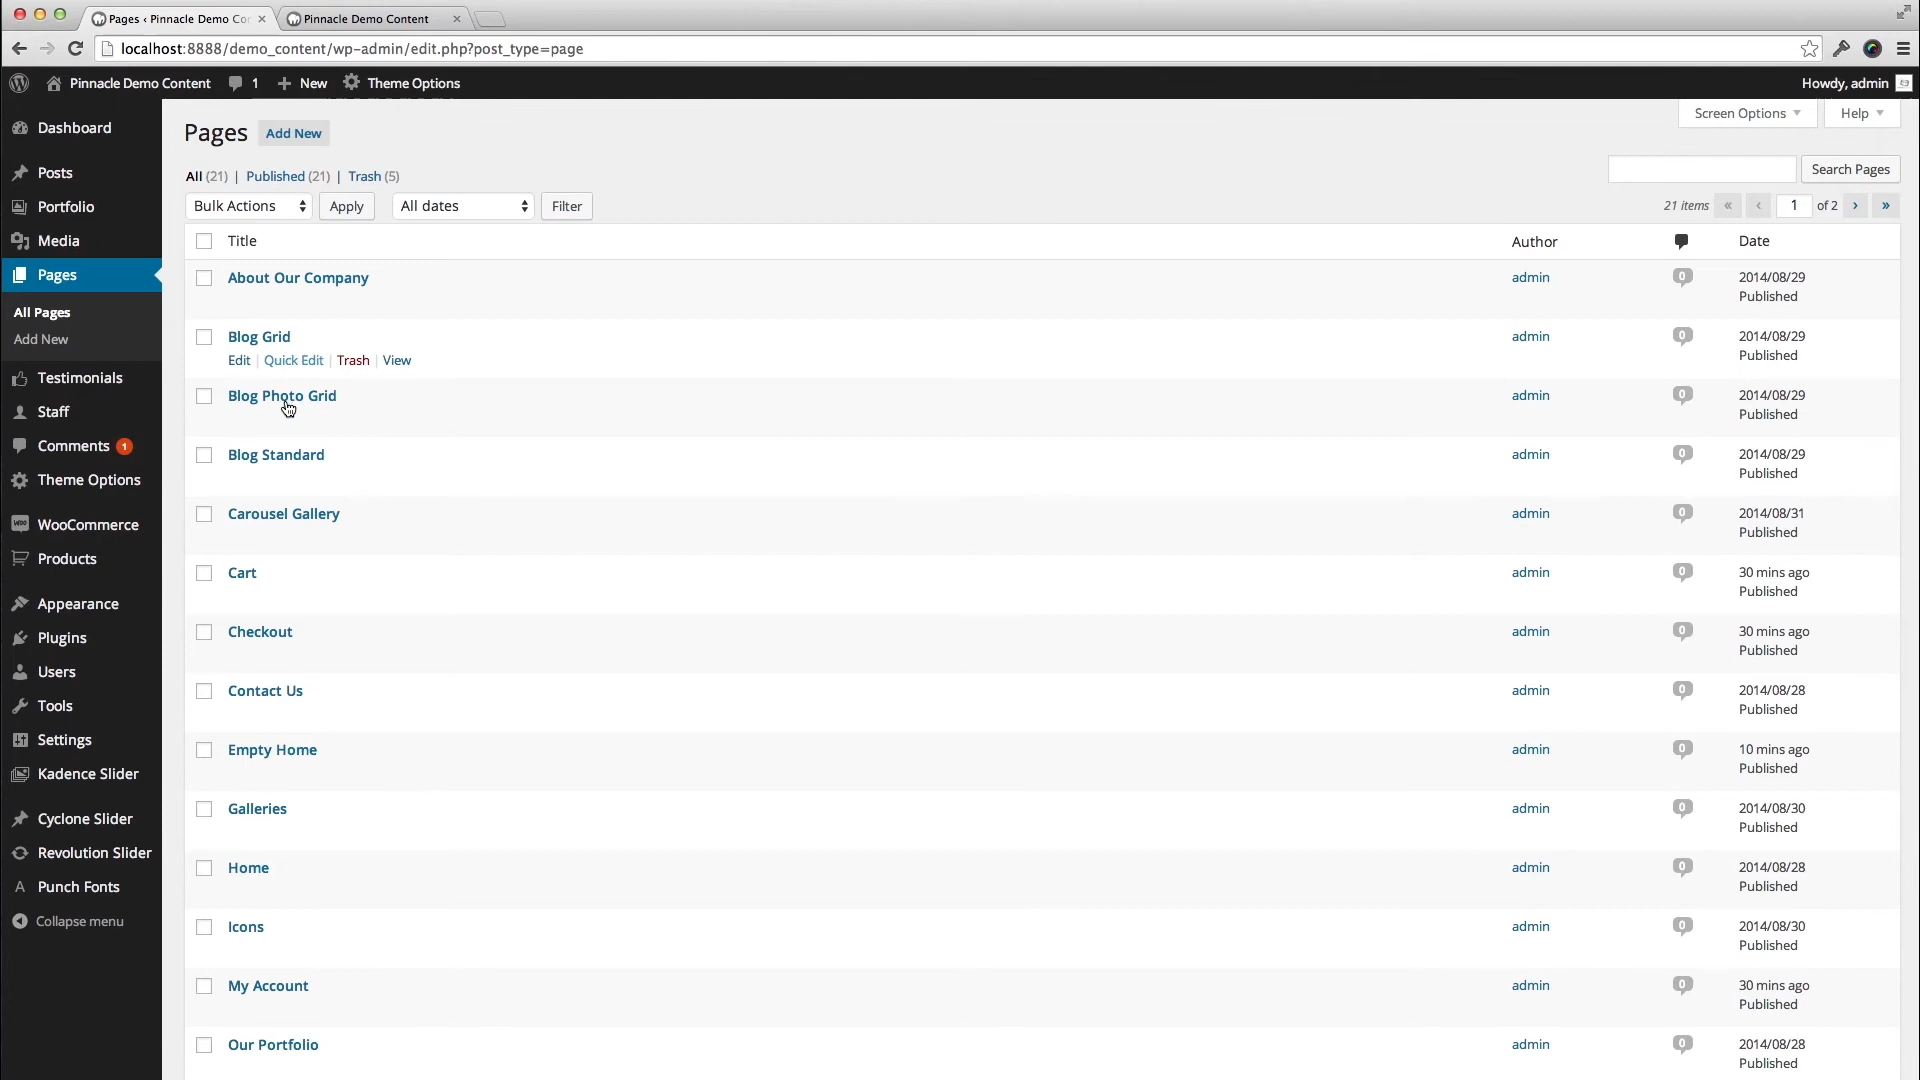 Pages ‹ Pinnacle Demo Con
Pinnacle Demo Content
localhost:8888/demo_content/wp-admin/edit.php?post_type=page
Pinnacle Demo Content 1 New Theme Options
Howdy, admin
Dashboard
Posts
Portfolio
Media
Pages
All Pages
Add New
Testimonials
Staff
Comments 1
Theme Options
WooCommerce
Products
Appearance
Plugins
Users
Tools
Settings
Kadence Slider
Cyclone Slider
Revolution Slider
Punch Fonts
Collapse menu
Screen Options Help
Pages Add New
All (21) | Published (21) | Trash (5)
Search Pages
Bulk Actions Apply All dates Filter
21 items « ‹ 1 of 2 › »
Title Author Date
About Our Company admin 0 2014/08/29
Published
Blog Grid admin 0 2014/08/29
Edit | Quick Edit | Trash | View Published
Blog Photo Grid admin 0 2014/08/29
Published
Blog Standard admin 0 2014/08/29
Published
Carousel Gallery admin 0 2014/08/31
Published
Cart admin 0 30 mins ago
Published
Checkout admin 0 30 mins ago
Published
Contact Us admin 0 2014/08/28
Published
Empty Home admin 0 10 mins ago
Published
Galleries admin 0 2014/08/30
Published
Home admin 0 2014/08/28
Published
Icons admin 0 2014/08/30
Published
My Account admin 0 30 mins ago
Published
Our Portfolio admin 0 2014/08/28
Published